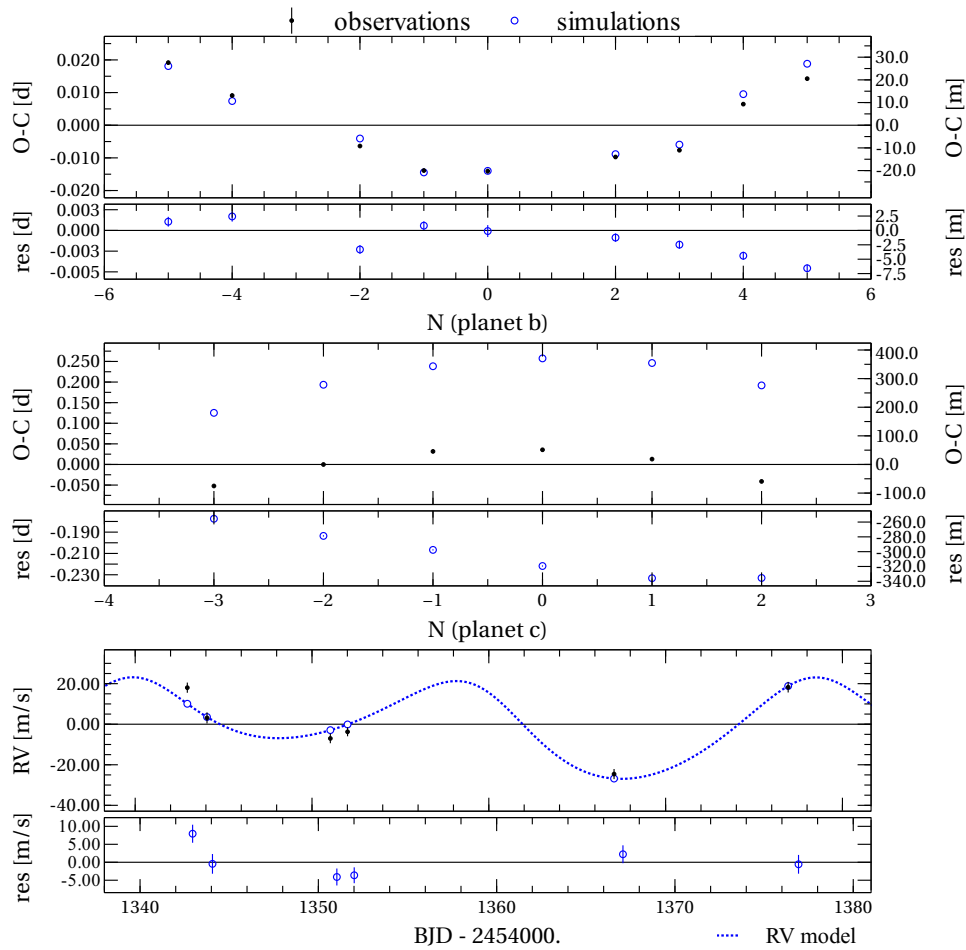 observations simulations
O-C [d]
0.020
0.010
0.000
-0.010
-0.020
30.0
20.0
10.0
0.0
-10.0
-20.0
O-C [m]
res [d]
0.003
0.000
-0.003
-0.005
2.5
0.0
-2.5
-5.0
-7.5
res [m]
−6 −4 −2 0 2 4 6
N (planet b)
O-C [d]
0.250
0.200
0.150
0.100
0.050
0.000
-0.050
400.0
300.0
200.0
100.0
0.0
-100.0
O-C [m]
res [d]
-0.190
-0.210
-0.230
-260.0
-280.0
-300.0
-320.0
-340.0
res [m]
−4 −3 −2 −1 0 1 2 3
N (planet c)
RV [m/s]
20.00
0.00
-20.00
-40.00
res [m/s]
10.00
5.00
0.00
-5.00
1340 1350 1360 1370 1380
BJD - 2454000. RV model